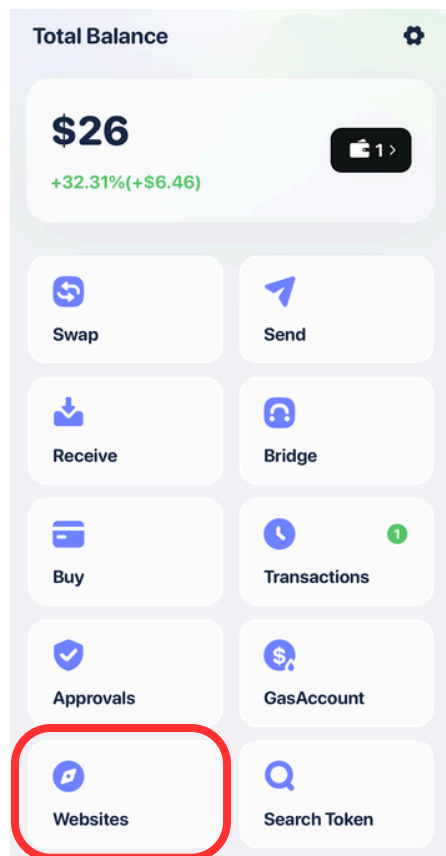 Total Balance
$26
1 >
+32.31%(+$6.46)
Swap
Send
Receive
Bridge
1
Buy
Transactions
Approvals
GasAccount
Websites
Search Token